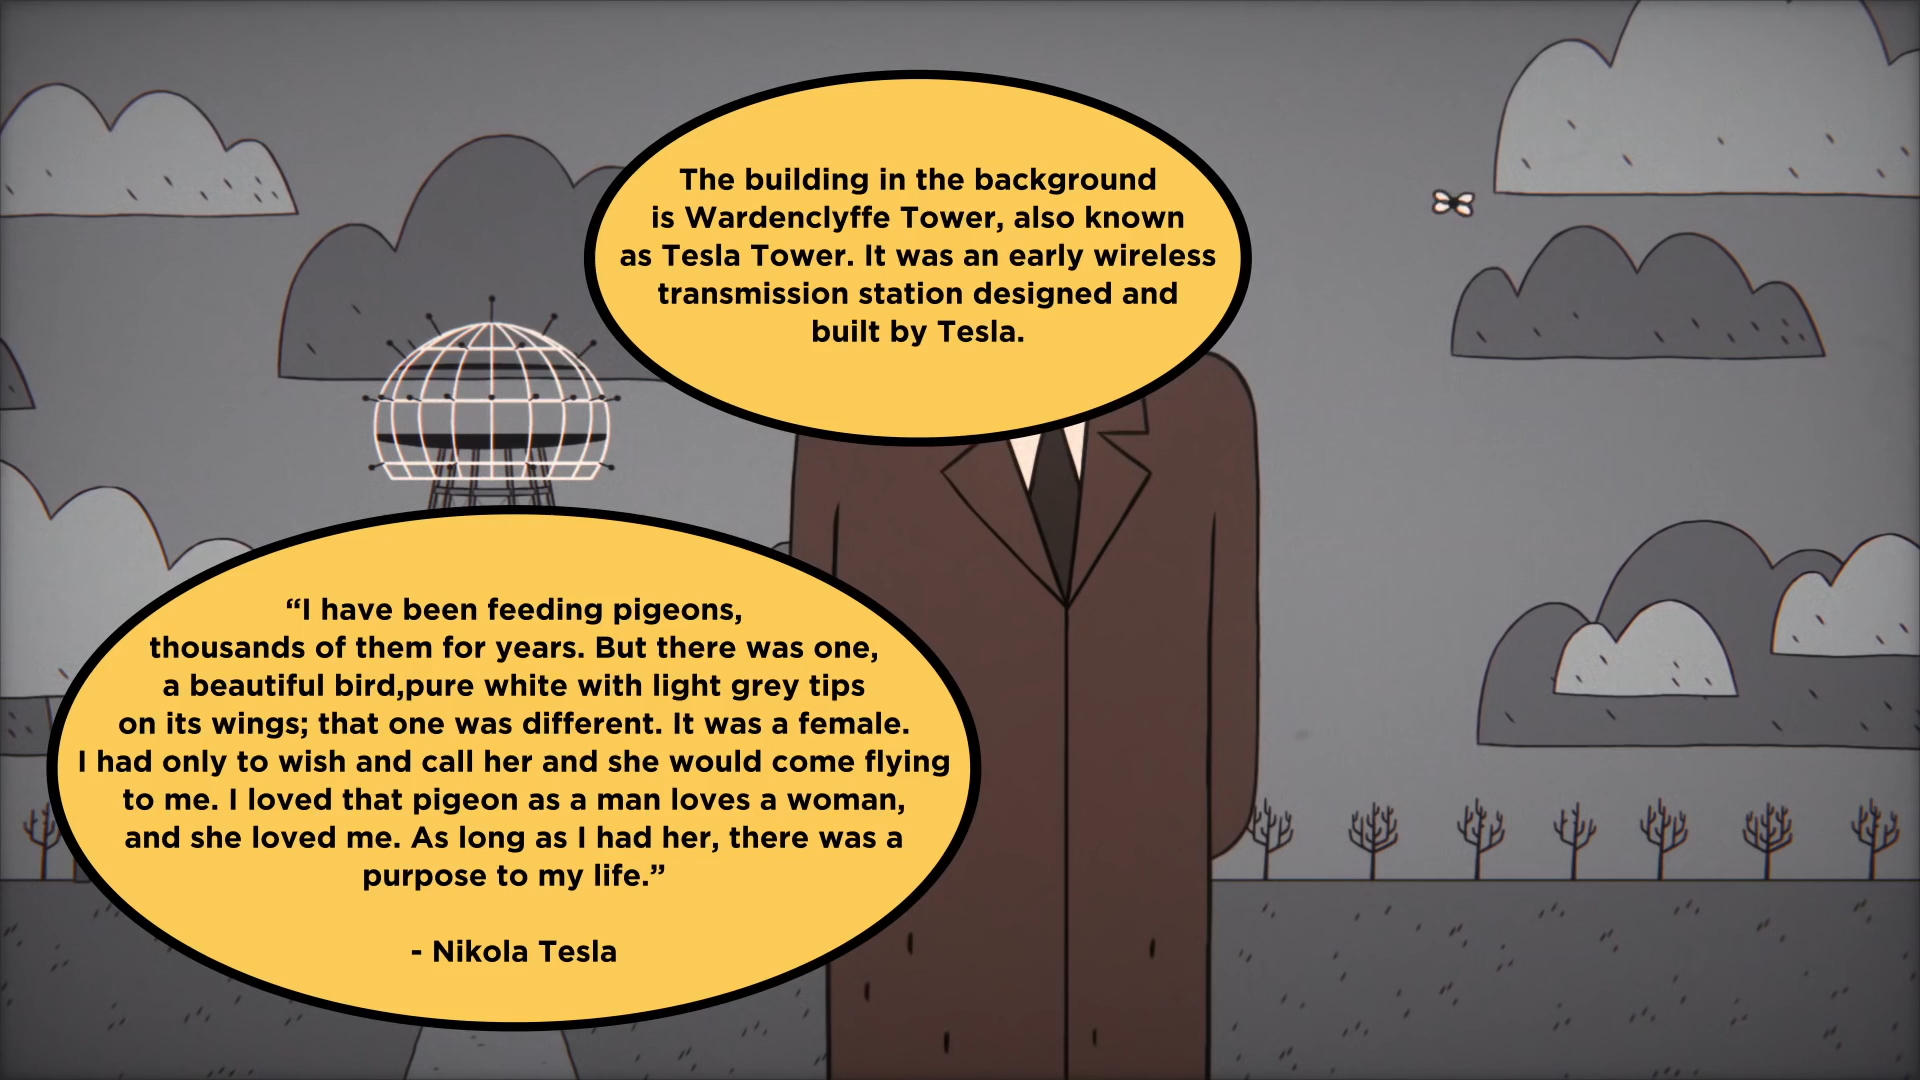 The building in the background
is Wardenclyffe Tower, also known
as Tesla Tower. It was an early wireless
transmission station designed and
built by Tesla.
“I have been feeding pigeons,
thousands of them for years. But there was one,
a beautiful bird,pure white with light grey tips
on its wings; that one was different. It was a female.
I had only to wish and call her and she would come flying
to me. I loved that pigeon as a man loves a woman,
and she loved me. As long as I had her, there was a
purpose to my life.”
- Nikola Tesla